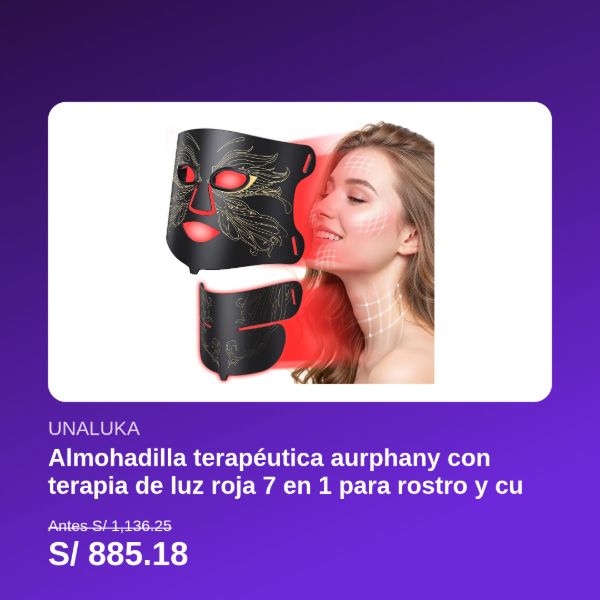 UNALUKA
Almohadilla terapéutica aurphany con
terapia de luz roja 7 en 1 para rostro y cu
Antes S/ 1,136.25
S/ 885.18